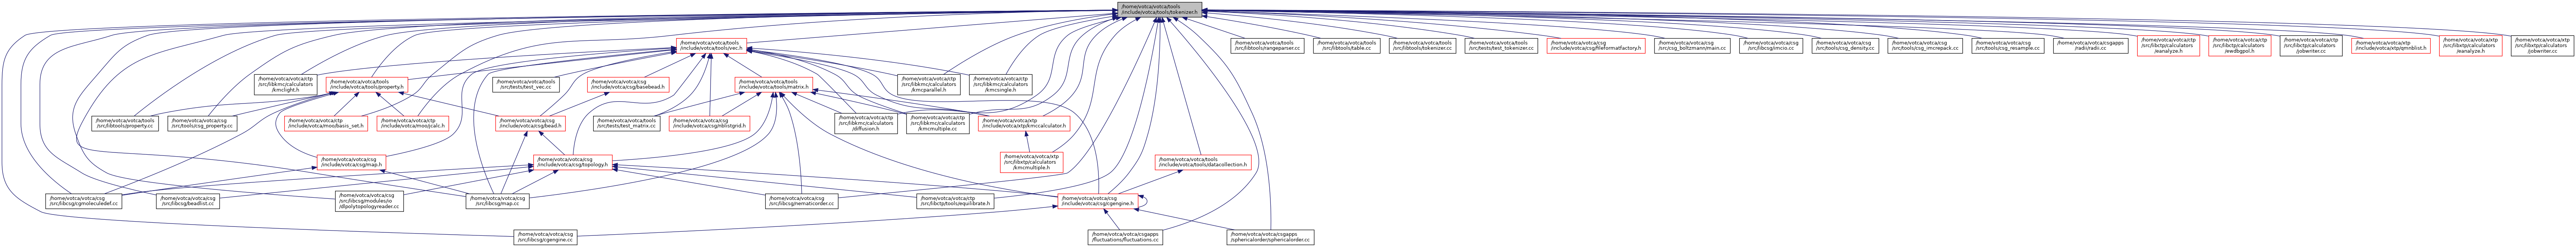 /home/votca/votca/tools
/include/votca/tools/tokenizer.h
/home/votca/votca/tools
/include/votca/tools/vec.h
/home/votca/votca/tools
/src/libtools/rangeparser.cc
/home/votca/votca/tools
/src/libtools/table.cc
/home/votca/votca/tools
/src/libtools/tokenizer.cc
/home/votca/votca/tools
/src/tests/test_tokenizer.cc
/home/votca/votca/csg
/include/votca/csg/fileformatfactory.h
/home/votca/votca/csg
/src/csg_boltzmann/main.cc
/home/votca/votca/csg
/src/libcsg/imcio.cc
/home/votca/votca/csg
/src/tools/csg_density.cc
/home/votca/votca/csg
/src/tools/csg_imcrepack.cc
/home/votca/votca/csg
/src/tools/csg_resample.cc
/home/votca/votca/csgapps
/radii/radii.cc
/home/votca/votca/ctp
/src/libctp/calculators
/eanalyze.h
/home/votca/votca/ctp
/src/libctp/calculators
/ewdbgpol.h
/home/votca/votca/ctp
/src/libctp/calculators
/jobwriter.cc
/home/votca/votca/xtp
/include/votca/xtp/qmnblist.h
/home/votca/votca/xtp
/src/libxtp/calculators
/eanalyze.h
/home/votca/votca/xtp
/src/libxtp/calculators
/jobwriter.cc
/home/votca/votca/ctp
/src/libkmc/calculators
/kmclight.h
/home/votca/votca/tools
/include/votca/tools/property.h
/home/votca/votca/tools
/src/tests/test_vec.cc
/home/votca/votca/csg
/include/votca/csg/basebead.h
/home/votca/votca/tools
/include/votca/tools/matrix.h
/home/votca/votca/ctp
/src/libkmc/calculators
/kmcparallel.h
/home/votca/votca/ctp
/src/libkmc/calculators
/kmcsingle.h
/home/votca/votca/tools
/src/libtools/property.cc
/home/votca/votca/csg
/src/tools/csg_property.cc
/home/votca/votca/ctp
/include/votca/moo/basis_set.h
/home/votca/votca/ctp
/include/votca/moo/jcalc.h
/home/votca/votca/csg
/include/votca/csg/bead.h
/home/votca/votca/tools
/src/tests/test_matrix.cc
/home/votca/votca/csg
/include/votca/csg/nblistgrid.h
/home/votca/votca/ctp
/src/libkmc/calculators
/diffusion.h
/home/votca/votca/ctp
/src/libkmc/calculators
/kmcmultiple.cc
/home/votca/votca/xtp
/include/votca/xtp/kmccalculator.h
/home/votca/votca/csg
/include/votca/csg/map.h
/home/votca/votca/csg
/include/votca/csg/topology.h
/home/votca/votca/xtp
/src/libxtp/calculators
/kmcmultiple.h
/home/votca/votca/tools
/include/votca/tools/datacollection.h
/home/votca/votca/csg
/src/libcsg/cgmoleculedef.cc
/home/votca/votca/csg
/src/libcsg/beadlist.cc
/home/votca/votca/csg
/src/libcsg/modules/io
/dlpolytopologyreader.cc
/home/votca/votca/csg
/src/libcsg/map.cc
/home/votca/votca/csg
/src/libcsg/nematicorder.cc
/home/votca/votca/ctp
/src/libctp/tools/equilibrate.h
/home/votca/votca/csg
/include/votca/csg/cgengine.h
/home/votca/votca/csg
/src/libcsg/cgengine.cc
/home/votca/votca/csgapps
/fluctuations/fluctuations.cc
/home/votca/votca/csgapps
/sphericalorder/sphericalorder.cc